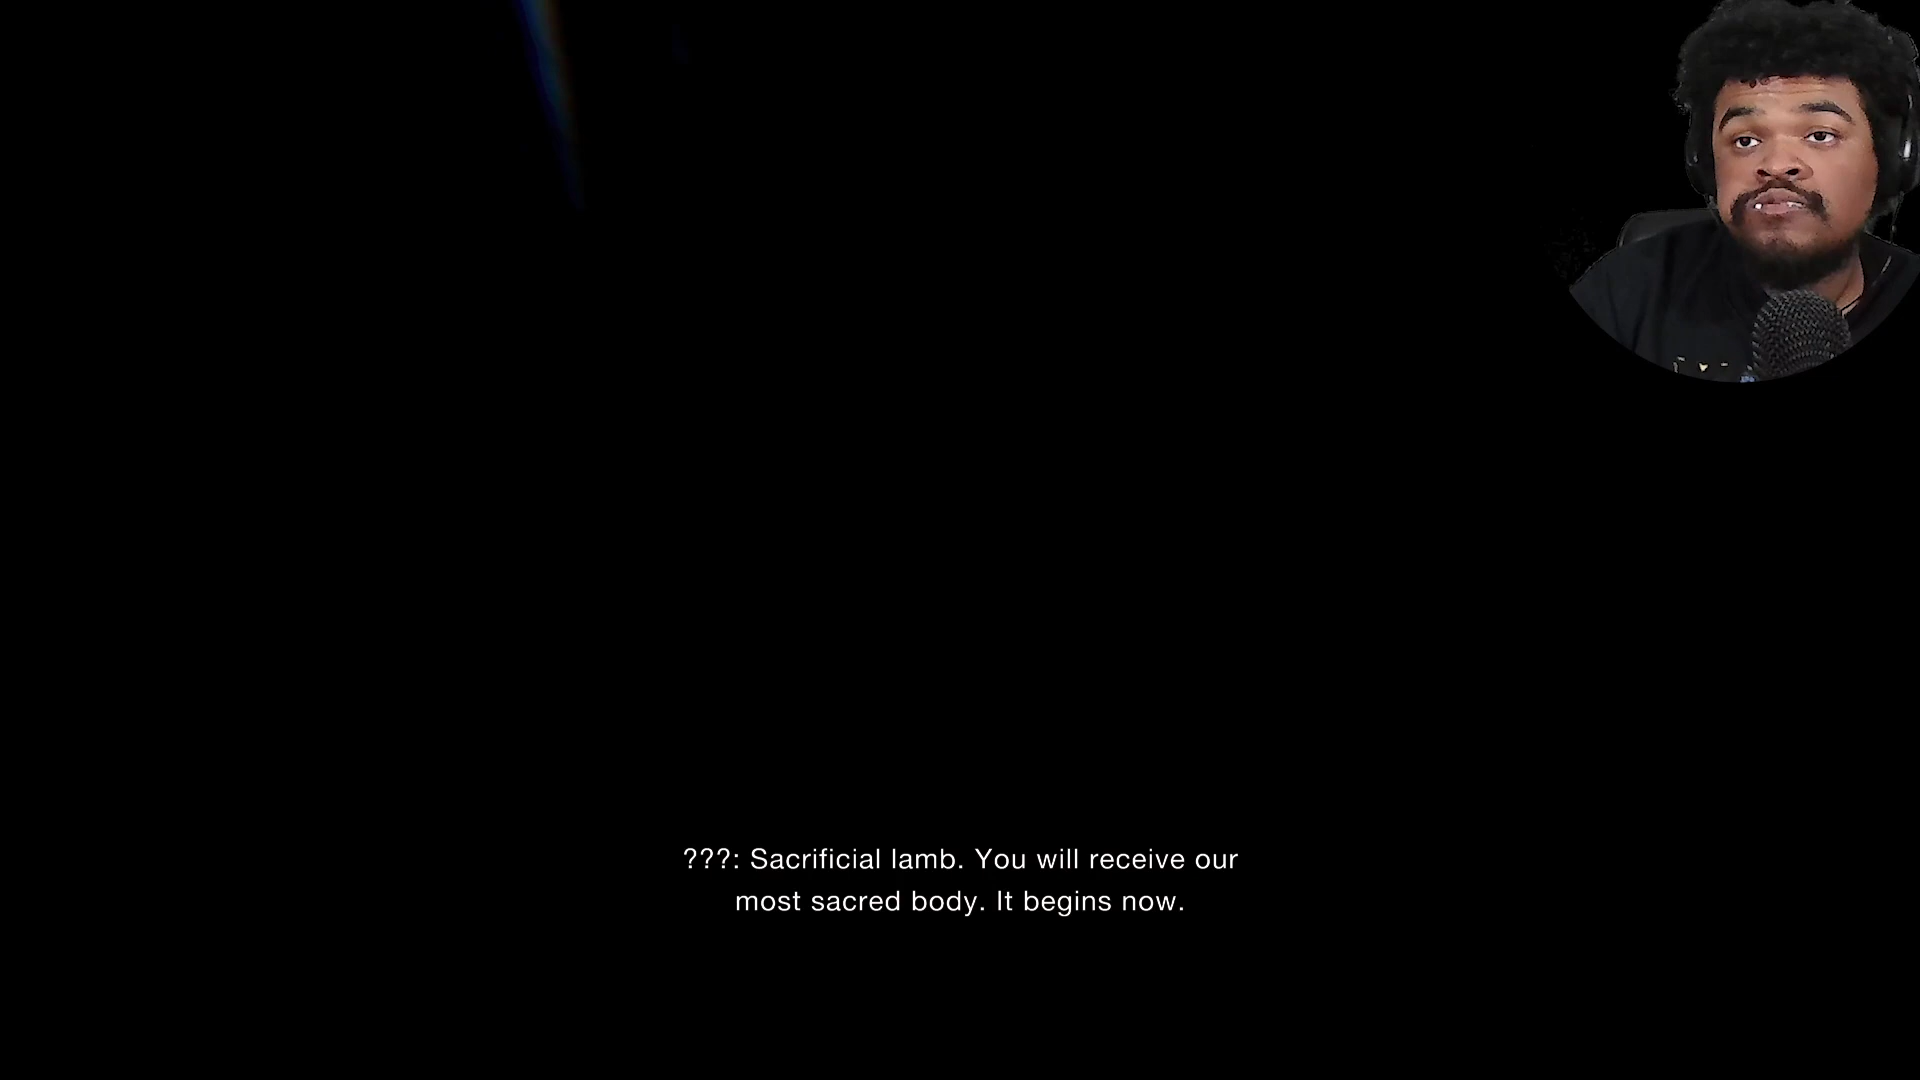 ???: Sacrificial lamb. You will receive our
most sacred body. It begins now.